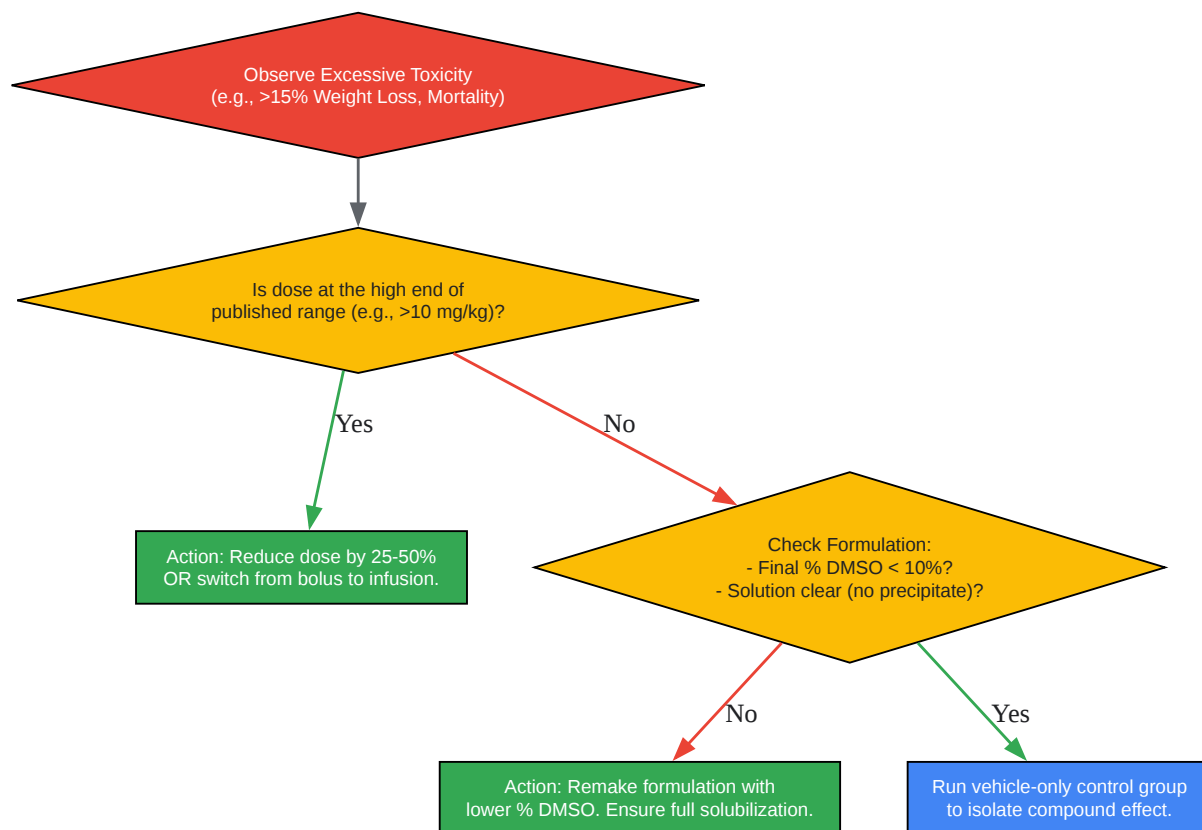 Observe Excessive Toxicity
(e.g., >15% Weight Loss, Mortality)
Is dose at the high end of
published range (e.g., >10 mg/kg)?
Yes
No
Action: Reduce dose by 25-50%
OR switch from bolus to infusion.
Check Formulation:
- Final % DMSO < 10%?
- Solution clear (no precipitate)?
No
Yes
Action: Remake formulation with
lower % DMSO. Ensure full solubilization.
Run vehicle-only control group
to isolate compound effect.